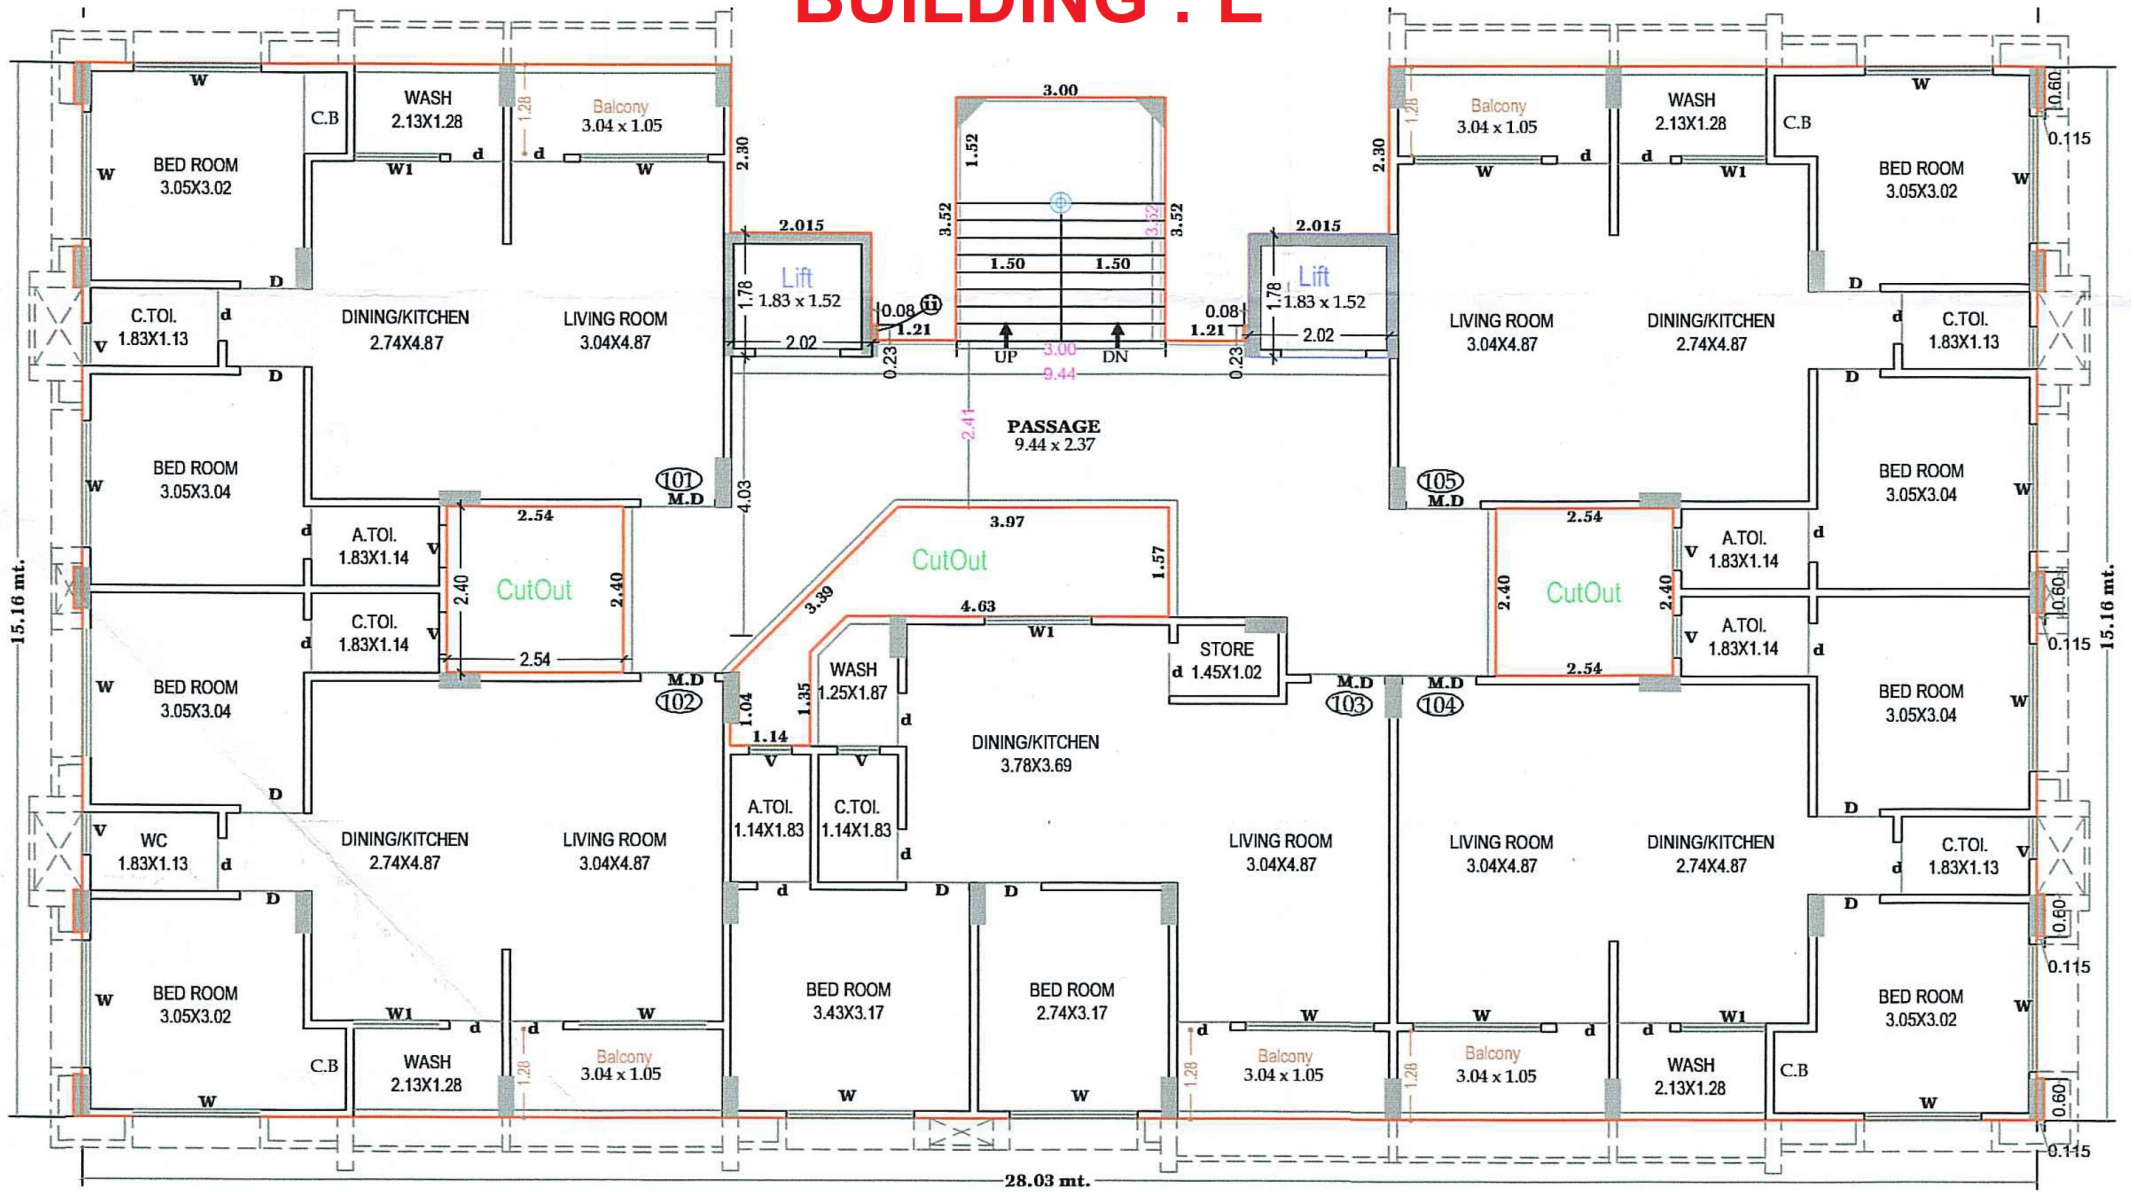 BUILDING : E
W
C.B
WASH
2.13X1.28
1.28
Balcony
3.04 x 1.05
BED ROOM
3.05X3.02
W
W1
d
d
W
2.30
3.00
1.52
3.52
3.52
3.52
1.50
1.50
UP
DN
3.00
9.44
2.30
1.28
Balcony
3.04 x 1.05
WASH
2.13X1.28
C.B
W
W
d
d
W1
BED ROOM
3.05X3.02
W
0.60
0.115
2.015
Lift
1.83 x 1.52
1.78
2.02
0.08
ii
1.21
0.23
2.015
Lift
1.83 x 1.52
1.78
2.02
0.08
1.21
0.23
D
C.TOI.
1.83X1.13
V
d
D
DINING/KITCHEN
2.74X4.87
LIVING ROOM
3.04X4.87
LIVING ROOM
3.04X4.87
DINING/KITCHEN
2.74X4.87
D
d
C.TOI.
1.83X1.13
D
BED ROOM
3.05X3.04
W
101
M.D
4.03
2.41
PASSAGE
9.44 x 2.37
105
M.D
BED ROOM
3.05X3.04
W
15.16 mt.
d
A.TOI.
1.83X1.14
V
2.54
2.40
CutOut
2.40
2.54
d
C.TOI.
1.83X1.14
V
3.97
CutOut
1.57
3.39
4.63
W1
2.54
2.40
CutOut
2.40
2.54
V
A.TOI.
1.83X1.14
d
V
A.TOI.
1.83X1.14
d
0.60
0.115
15.16 mt.
W
BED ROOM
3.05X3.04
M.D
102
1.04
1.35
1.14
WASH
1.25X1.87
d
STORE
1.45X1.02
d
M.D
103
M.D
104
BED ROOM
3.05X3.04
W
D
V
WC
1.83X1.13
d
D
DINING/KITCHEN
2.74X4.87
LIVING ROOM
3.04X4.87
V
A.TOI.
1.14X1.83
d
V
C.TOI.
1.14X1.83
d
DINING/KITCHEN
3.78X3.69
D
D
LIVING ROOM
3.04X4.87
LIVING ROOM
3.04X4.87
DINING/KITCHEN
2.74X4.87
D
d
C.TOI.
1.83X1.13
V
D
0.60
0.115
W
BED ROOM
3.05X3.02
C.B
W
W1
d
d
W
WASH
2.13X1.28
1.28
Balcony
3.04 x 1.05
BED ROOM
3.43X3.17
W
BED ROOM
2.74X3.17
W
d
W
1.28
Balcony
3.04 x 1.05
W
d
1.28
Balcony
3.04 x 1.05
d
W1
WASH
2.13X1.28
C.B
BED ROOM
3.05X3.02
W
W
0.60
0.115
28.03 mt.